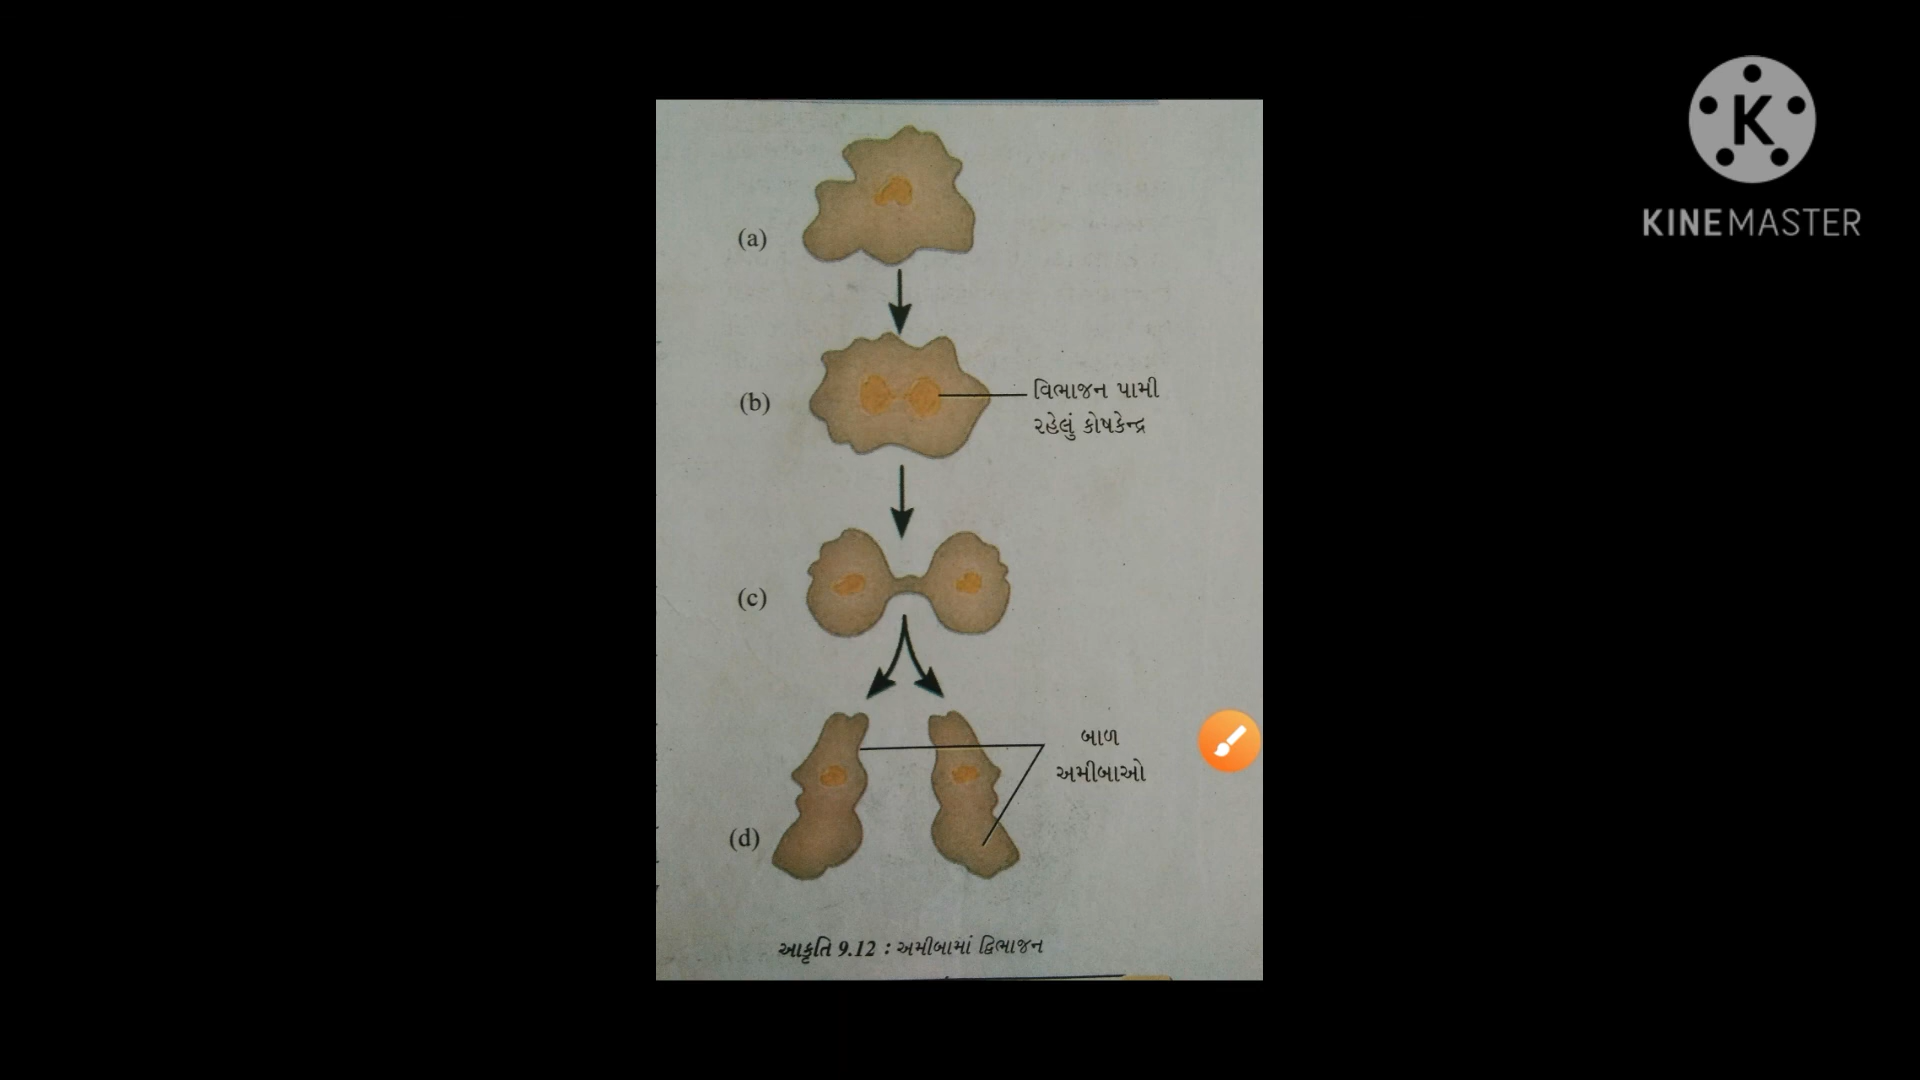 K
KINEMASTER
(a)
(b)
વિભાજન પામી
રહેલું કોષકેન્દ્ર
(c)
બાળ
અમીબાઓ
(d)
આકૃતિ 9.12 : અમીબામાં દ્વિભાજન